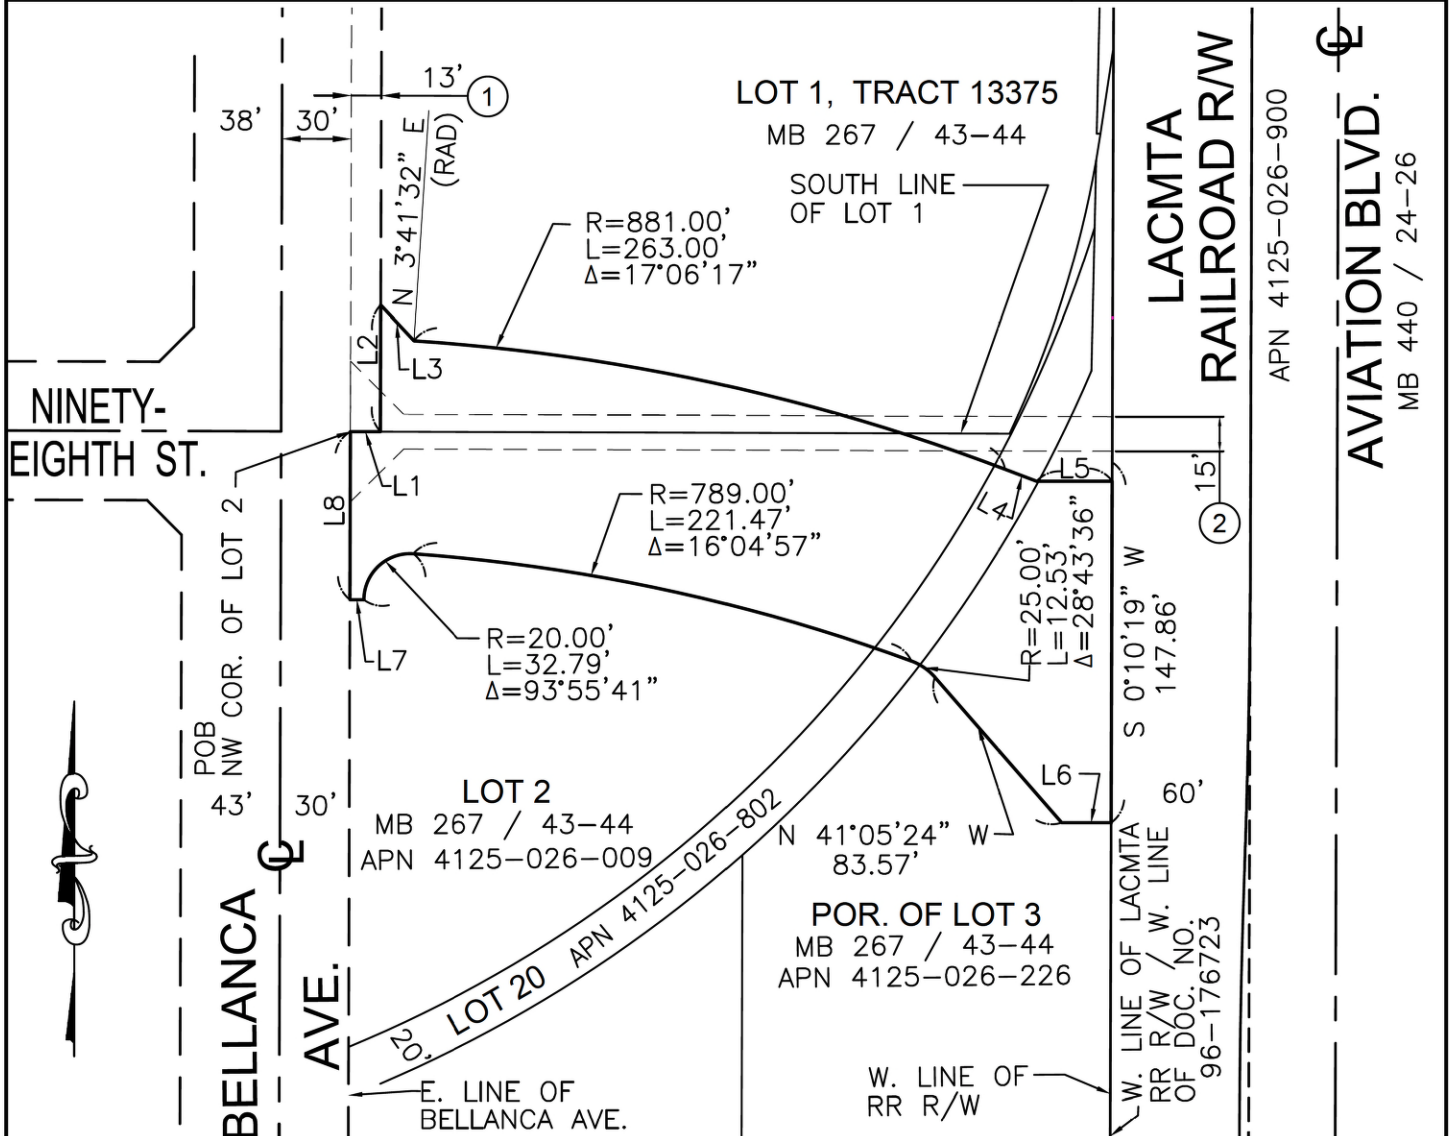 13'
1
38'
30'
N 3°41'32" E
(RAD)
LOT 1, TRACT 13375
MB 267 / 43-44
SOUTH LINE
OF LOT 1
R=881.00'
L=263.00'
Δ=17°06'17"
LACMTA
RAILROAD R/W
APN 4125-026-900
℄
AVIATION BLVD.
MB 440 / 24-26
L2
L3
NINETY-
EIGHTH ST.
L1
L8
POB
NW COR. OF LOT 2
R=789.00'
L=221.47'
Δ=16°04'57"
L4
L5
15'
2
R=25.00'
L=12.53'
Δ=28°43'36"
S 0°10'19" W
147.86'
L7
R=20.00'
L=32.79'
Δ=93°55'41"
43'
30'
LOT 2
MB 267 / 43-44
APN 4125-026-009
L6
60'
N 41°05'24" W
83.57'
POR. OF LOT 3
MB 267 / 43-44
APN 4125-026-226
℄
BELLANCA
AVE.
20'
LOT 20 APN 4125-026-802
E. LINE OF
BELLANCA AVE.
W. LINE OF
RR R/W
W. LINE OF LACMTA
RR R/W / W. LINE
OF DOC. NO.
96-176723